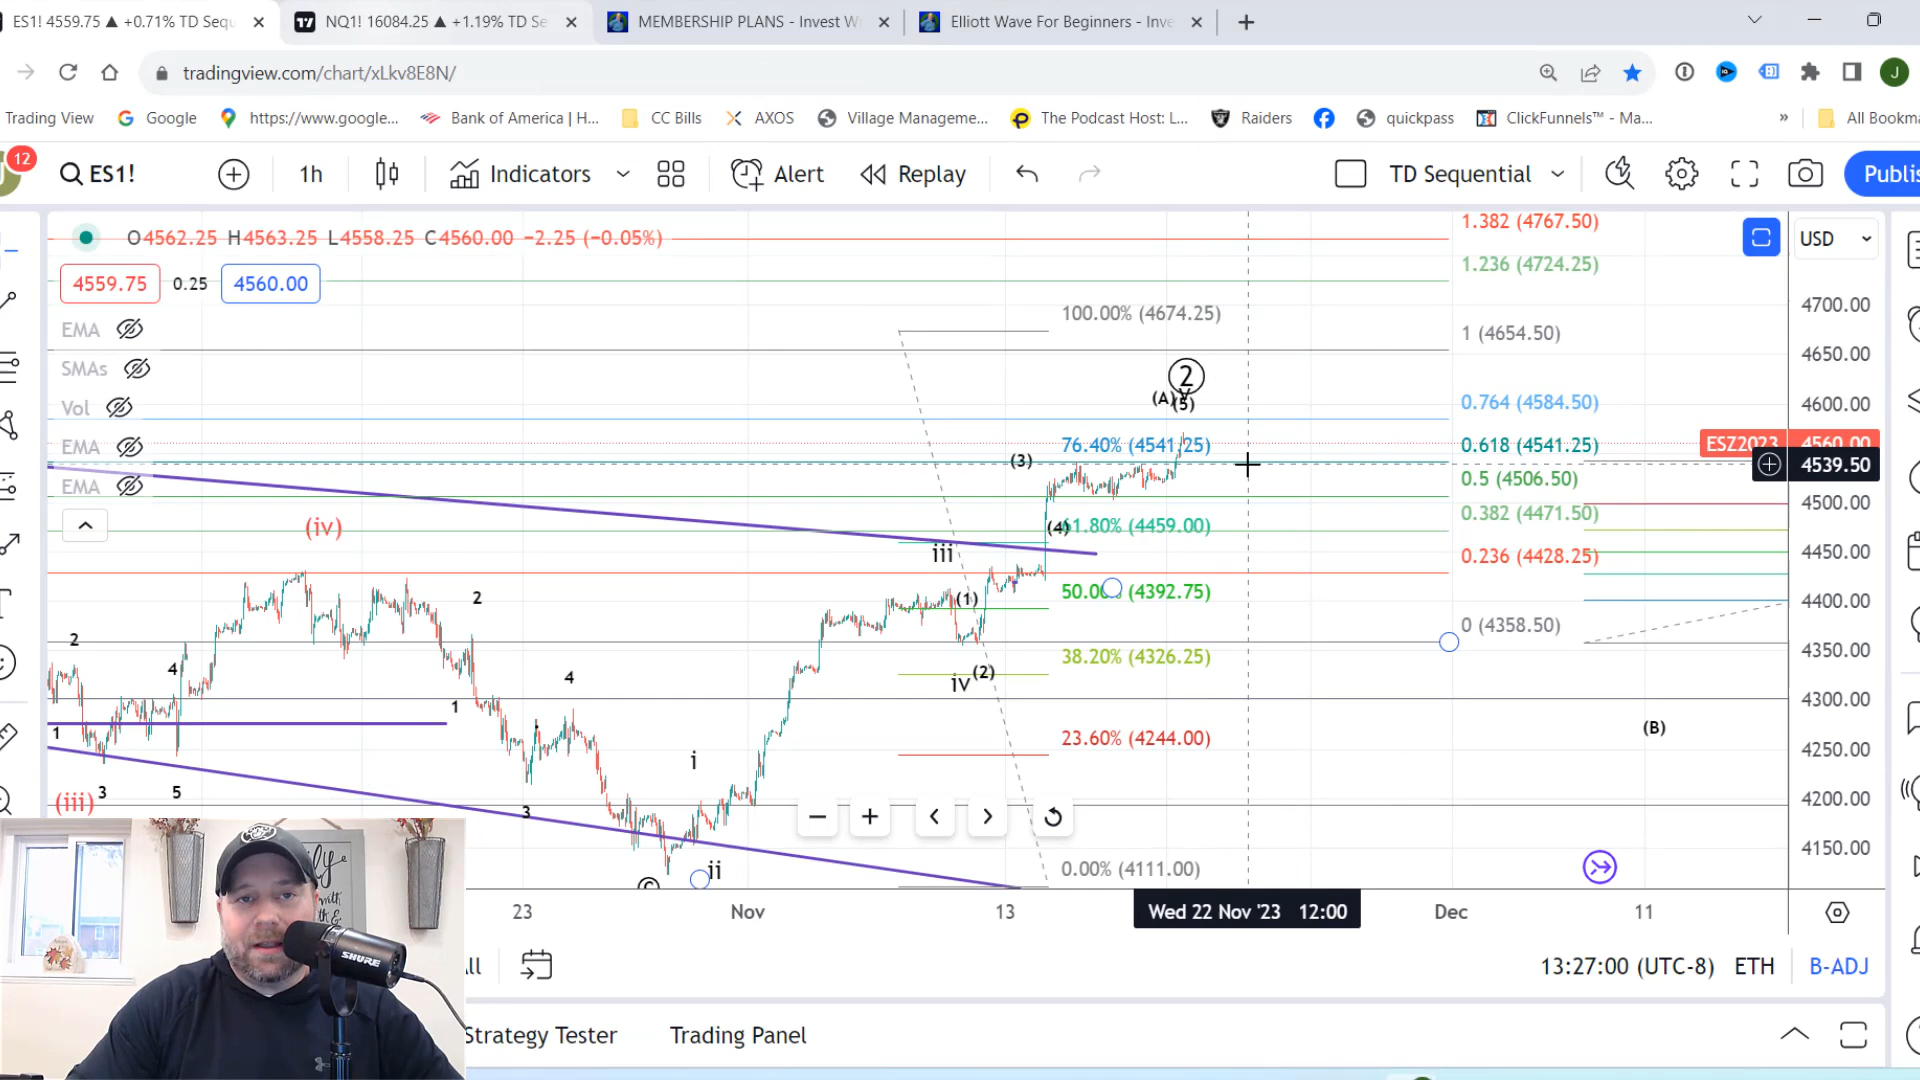 ES1! 4559.75 ▲ +0.71% TD Sequ
NQ1! 16084.25 ▲ +1.19% TD Se
MEMBERSHIP PLANS - Invest W
Elliott Wave For Beginners - Inve
tradingview.com/chart/xLkv8E8N/
J
Trading View
Google
https://www.google...
Bank of America | H...
CC Bills
AXOS
Village Manageme...
The Podcast Host: L...
Raiders
quickpass
ClickFunnels™ - Ma...
»
All Bookma
12
ES1!
1h
Indicators
Alert
Replay
TD Sequential
Publis
O4562.25 H4563.25 L4558.25 C4560.00 −2.25 (−0.05%)
4559.75
0.25
4560.00
EMA
SMAs
Vol
EMA
EMA
USD
1.382 (4767.50)
1.236 (4724.25)
1 (4654.50)
0.764 (4584.50)
0.618 (4541.25)
0.5 (4506.50)
0.382 (4471.50)
0.236 (4428.25)
0 (4358.50)
100.00% (4674.25)
76.40% (4541.25)
61.80% (4459.00)
50.00% (4392.75)
38.20% (4326.25)
23.60% (4244.00)
0.00% (4111.00)
2
(A)
(5)
(3)
(4)
iii
(1)
(2)
iv
(iv)
2
2
4
1
1
4
3
5
(iii)
3
i
ii
(B)
4700.00
4650.00
4600.00
ESZ2023 4560.00
4539.50
4500.00
4450.00
4400.00
4350.00
4300.00
4250.00
4200.00
4150.00
23
Nov
13
Wed 22 Nov '23 12:00
Dec
11
13:27:00 (UTC-8)
ETH
B-ADJ
Strategy Tester
Trading Panel
SHURE